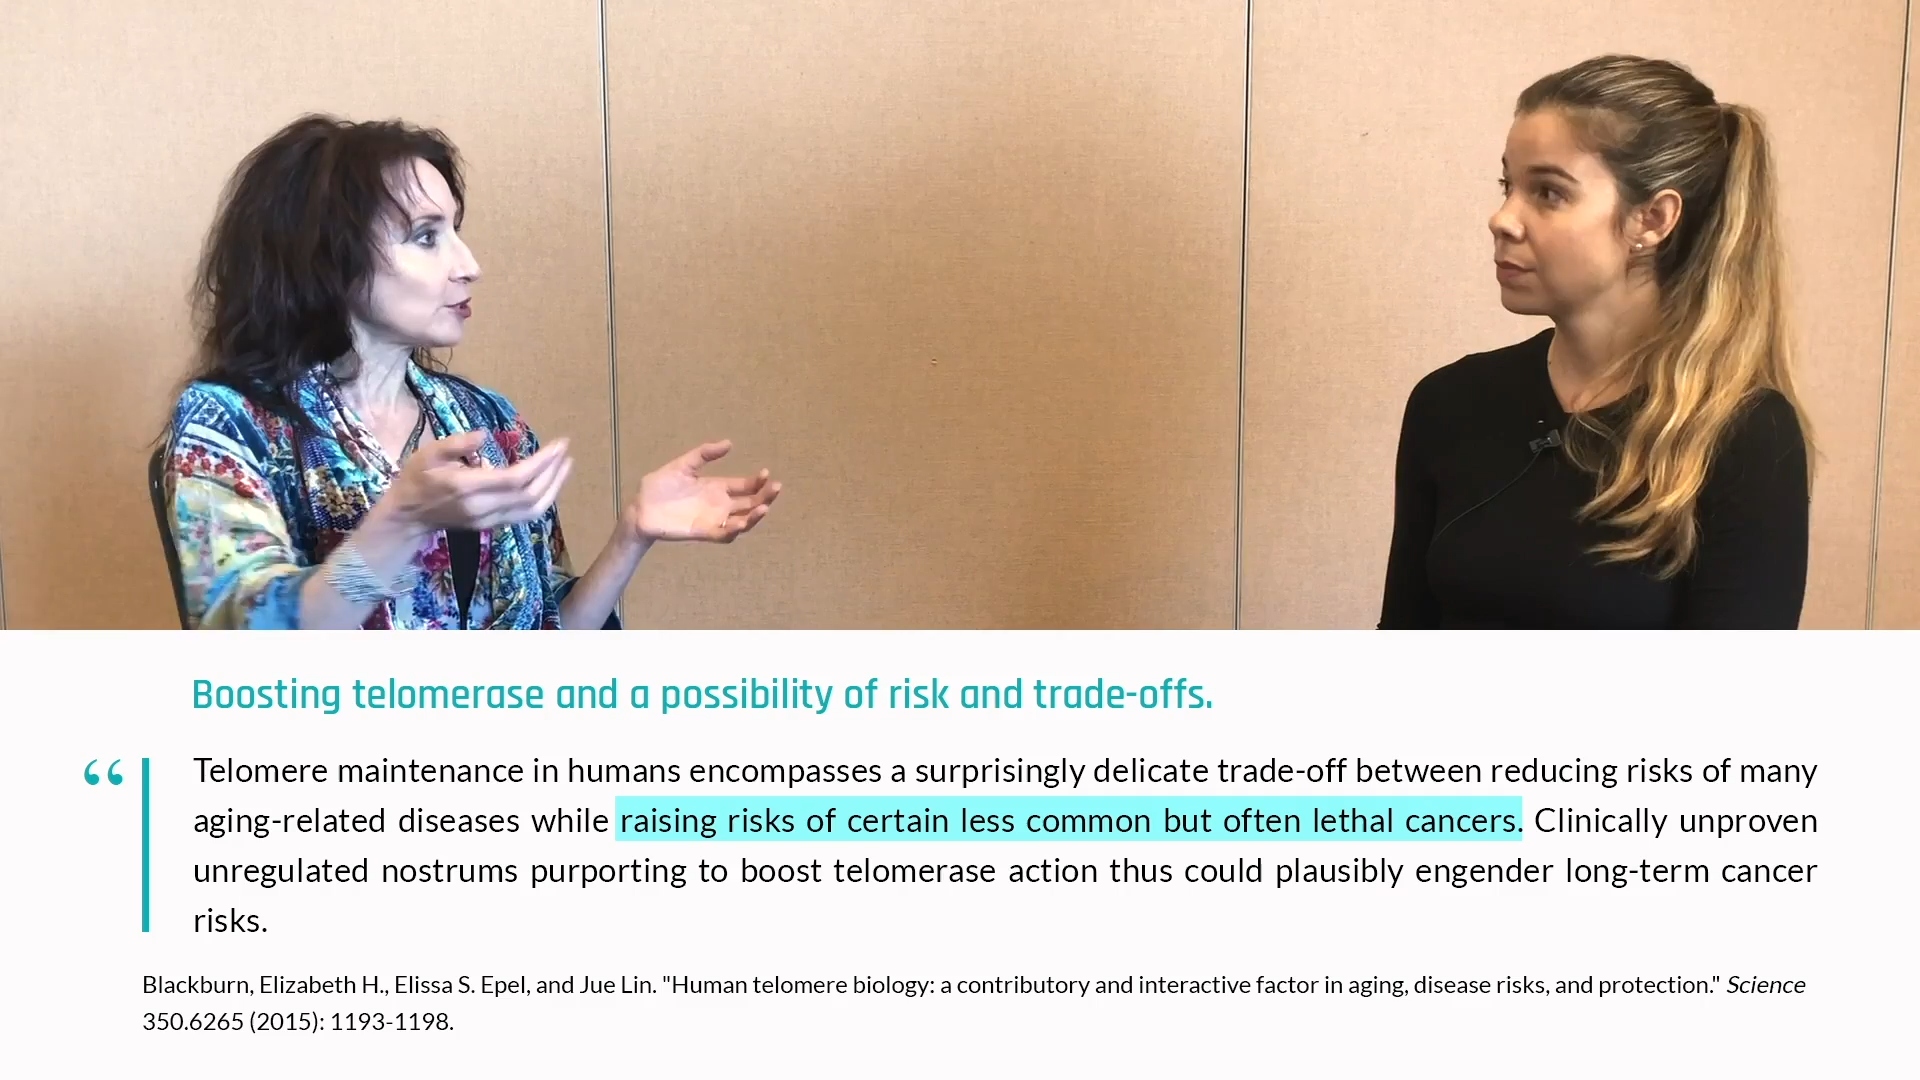 Boosting telomerase and a possibility of risk and trade-offs.
“ Telomere maintenance in humans encompasses a surprisingly delicate trade-off between reducing risks of many
aging-related diseases while raising risks of certain less common but often lethal cancers. Clinically unproven
unregulated nostrums purporting to boost telomerase action thus could plausibly engender long-term cancer
risks.
Blackburn, Elizabeth H., Elissa S. Epel, and Jue Lin. "Human telomere biology: a contributory and interactive factor in aging, disease risks, and protection." Science
350.6265 (2015): 1193-1198.